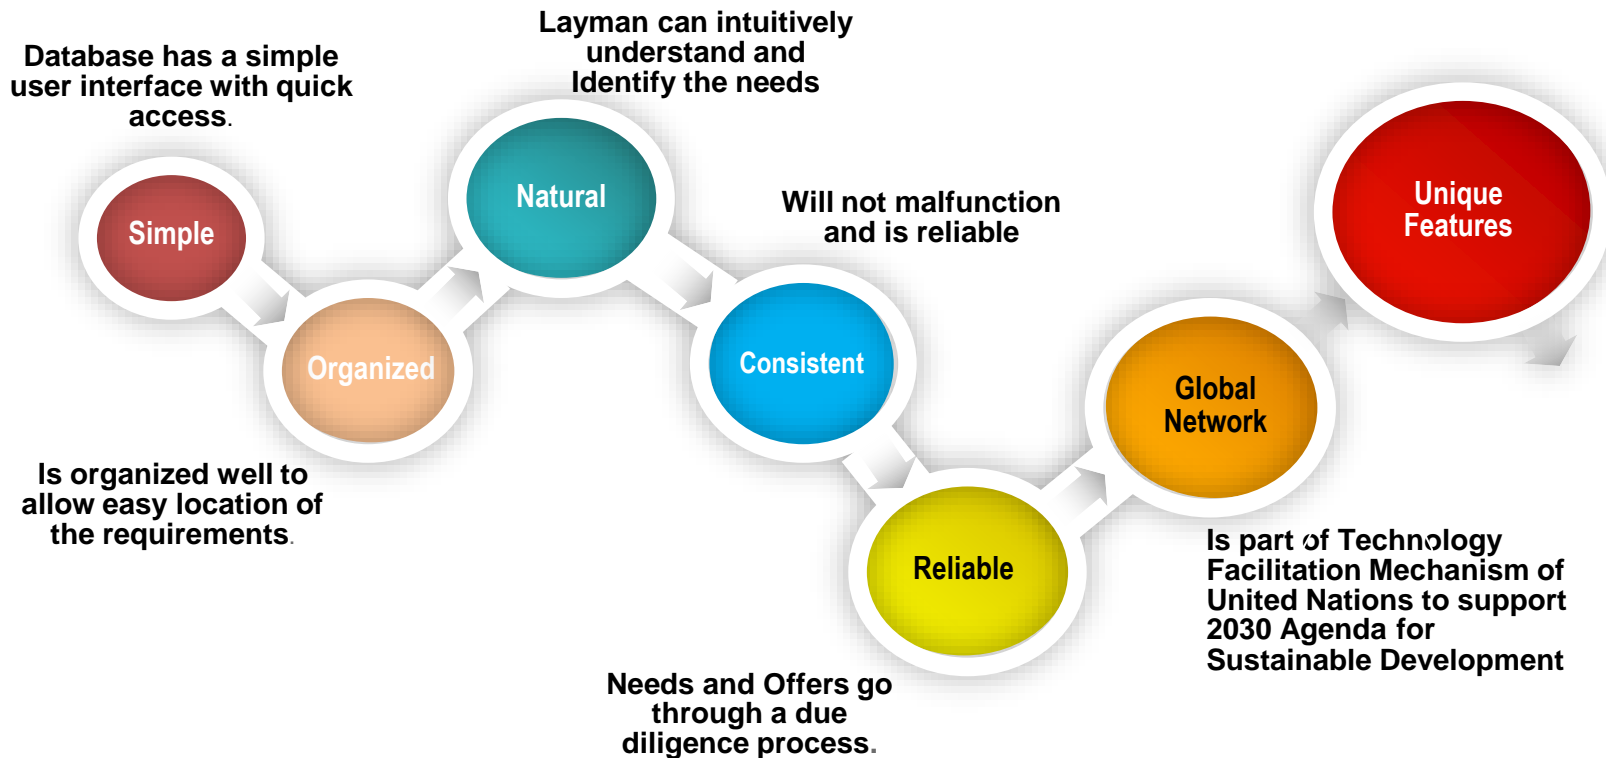 Database has a simple
user interface with quick
access.
Simple
Organized
Is organized well to
allow easy location of
the requirements.
Layman can intuitively
understand and
Identify the needs
Natural
Will not malfunction
and is reliable
Consistent
Reliable
Needs and Offers go
through a due
diligence process.
Global
Network
Is part of Technology
Facilitation Mechanism of
United Nations to support
2030 Agenda for
Sustainable Development
Unique
Features